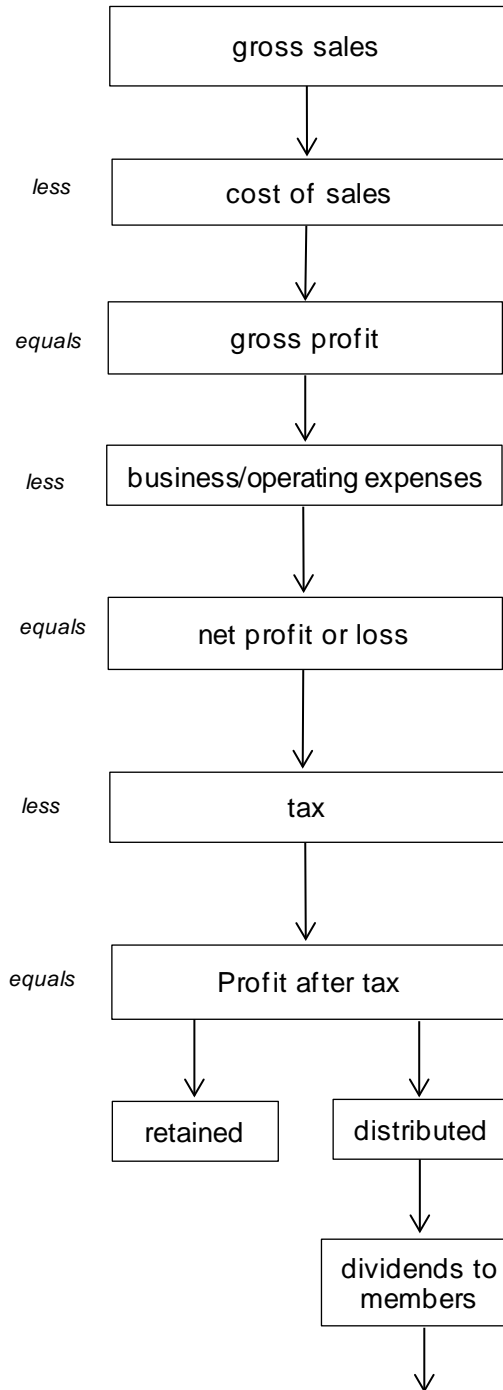 gross sales
less
cost of sales
equals
gross profit
less
business/operating expenses
equals
net profit or loss
less
tax
equals
Profit after tax
retained
distributed
dividends to
members